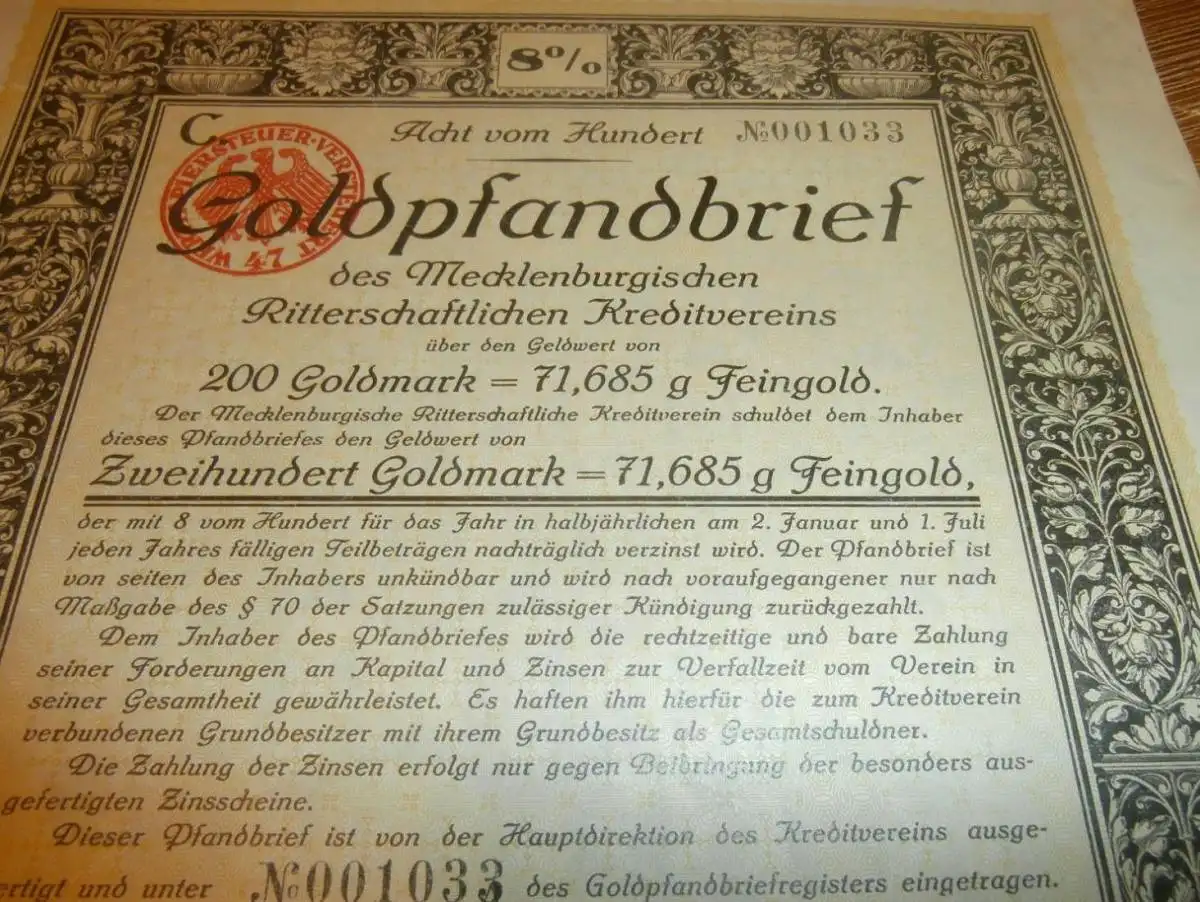 8%
C.
Acht vom Hundert №001033
WERTPAPIERSTEUER·VERSTEUERT 47
Goldpfandbrief
des Mecklenburgischen
Ritterschaftlichen Kreditvereins
über den Geldwert von
200 Goldmark = 71,685 g Feingold.
Der Mecklenburgische Ritterschaftliche Kreditverein schuldet dem Inhaber
dieses Pfandbriefes den Geldwert von
Zweihundert Goldmark = 71,685 g Feingold,
der mit 8 vom Hundert für das Jahr in halbjährlichen am 2. Januar und 1. Juli
jeden Jahres fälligen Teilbeträgen nachträglich verzinst wird. Der Pfandbrief ist
von seiten des Inhabers unkündbar und wird nach voraufgegangener nur nach
Maßgabe des § 70 der Satzungen zulässiger Kündigung zurückgezahlt.
Dem Inhaber des Pfandbriefes wird die rechtzeitige und bare Zahlung
seiner Forderungen an Kapital und Zinsen zur Verfallzeit vom Verein in
seiner Gesamtheit gewährleistet. Es haften ihm hierfür die zum Kreditverein
verbundenen Grundbesitzer mit ihrem Grundbesitz als Gesamtschuldner.
Die Zahlung der Zinsen erfolgt nur gegen Beibringung der besonders aus-
gefertigten Zinsscheine.
Dieser Pfandbrief ist von der Hauptdirektion des Kreditvereins ausge-
fertigt und unter №001033 des Goldpfandbriefregisters eingetragen.